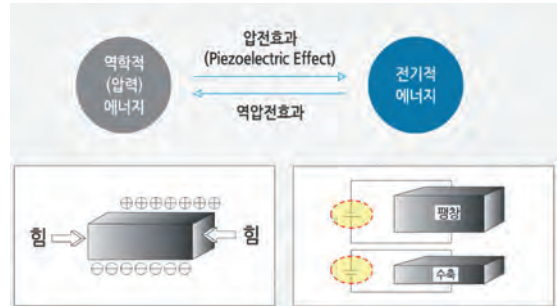 압전효과
(Piezoelectric Effect)
역학적
(압력)
에너지
전기적
에너지
역압전효과
힘
힘
팽창
수축